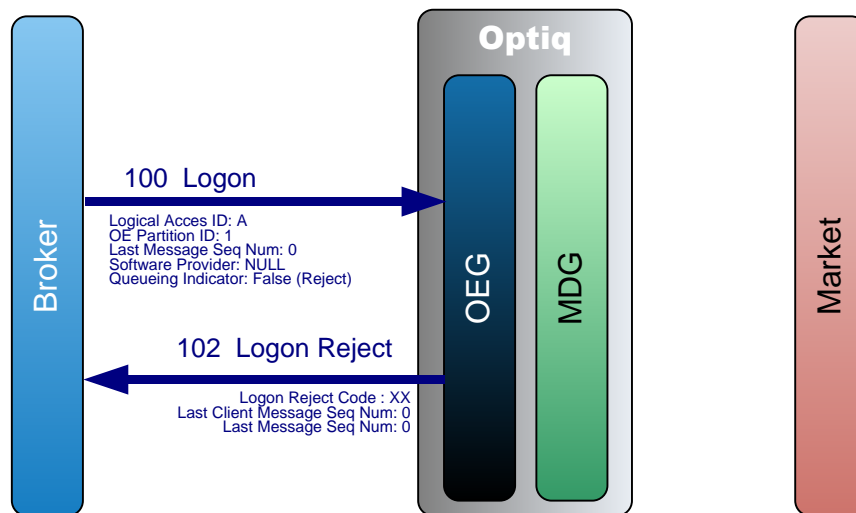 Optiq
100 Logon
Logical Acces ID: A
OE Partition ID: 1
Last Message Seq Num: 0
Software Provider: NULL
Queueing Indicator: False (Reject)
Broker
OEG
MDG
Market
102 Logon Reject
Logon Reject Code : XX
Last Client Message Seq Num: 0
Last Message Seq Num: 0